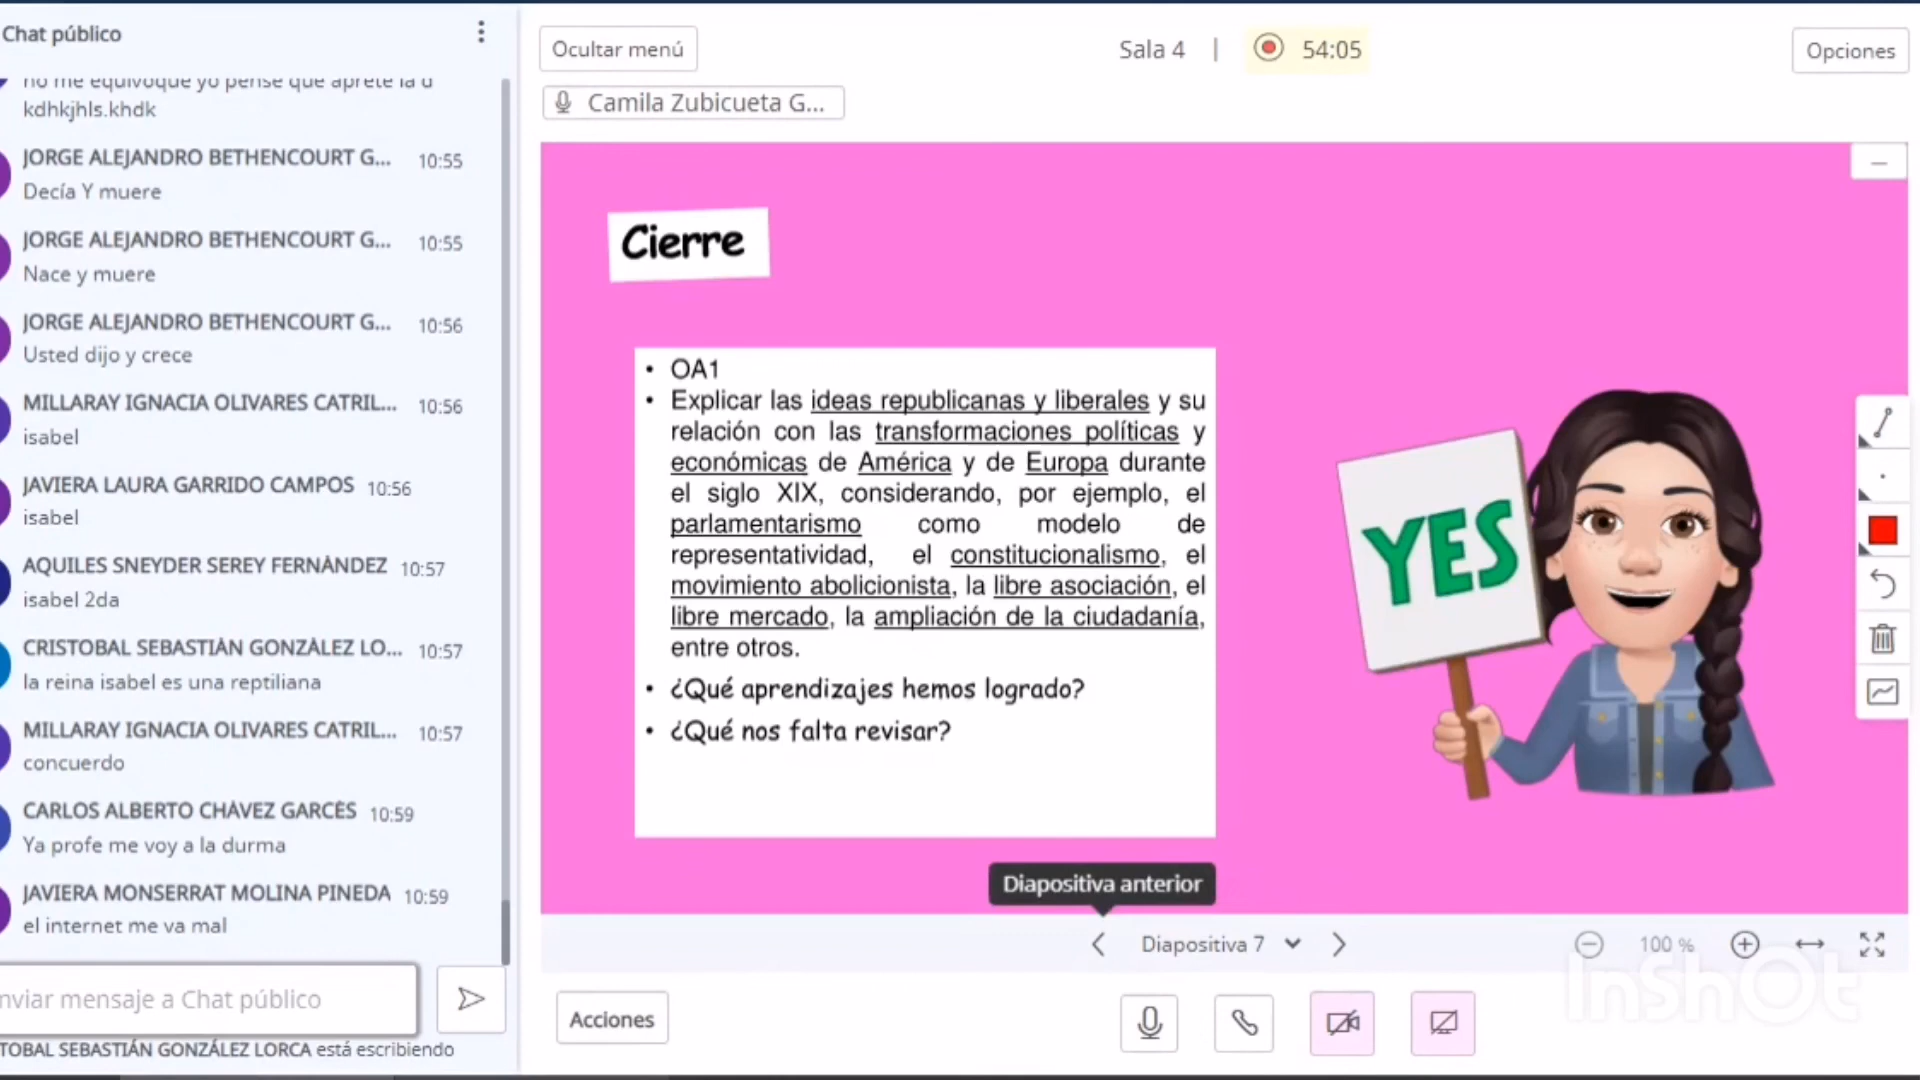 Chat público
no me equivoque yo pense que aprete la d
kdhkjhls.khdk
JORGE ALEJANDRO BETHENCOURT G... 10:55
Decía Y muere
JORGE ALEJANDRO BETHENCOURT G... 10:55
Nace y muere
JORGE ALEJANDRO BETHENCOURT G... 10:56
Usted dijo y crece
MILLARAY IGNACIA OLIVARES CATRIL... 10:56
isabel
JAVIERA LAURA GARRIDO CAMPOS 10:56
isabel
AQUILES SNEYDER SEREY FERNÁNDEZ 10:57
isabel 2da
CRISTOBAL SEBASTIÁN GONZÁLEZ LO... 10:57
la reina isabel es una reptiliana
MILLARAY IGNACIA OLIVARES CATRIL... 10:57
concuerdo
CARLOS ALBERTO CHÁVEZ GARCÉS 10:59
Ya profe me voy a la durma
JAVIERA MONSERRAT MOLINA PINEDA 10:59
el internet me va mal
nviar mensaje a Chat público
TOBAL SEBASTIÁN GONZÁLEZ LORCA está escribiendo
Ocultar menú
Sala 4 | 54:05
Opciones
Camila Zubicueta G...
Cierre
• OA1
• Explicar las ideas republicanas y liberales y su
relación con las transformaciones políticas y
económicas de América y de Europa durante
el siglo XIX, considerando, por ejemplo, el
parlamentarismo como modelo de
representatividad, el constitucionalismo, el
movimiento abolicionista, la libre asociación, el
libre mercado, la ampliación de la ciudadanía,
entre otros.
• ¿Qué aprendizajes hemos logrado?
• ¿Qué nos falta revisar?
YES
Diapositiva anterior
Diapositiva 7
100 %
Acciones
InShOt